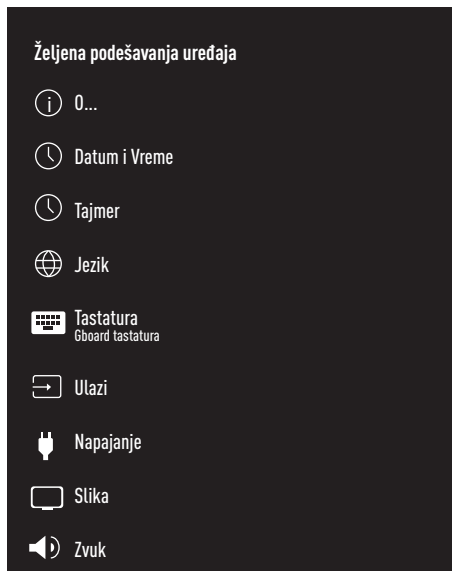 Željena podešavanja uređaja
O...
Datum i Vreme
Tajmer
Jezik
Tastatura
Gboard tastatura
Ulazi
Napajanje
Slika
Zvuk